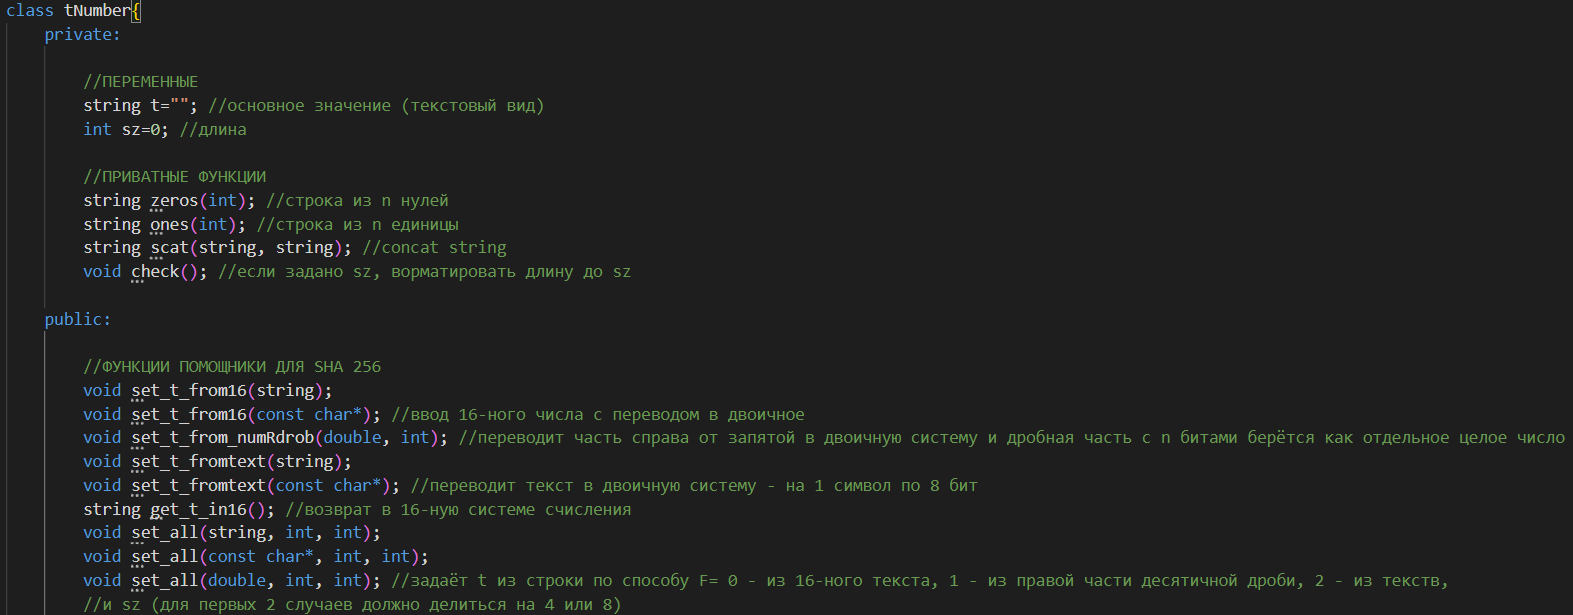 class tNumber{
private:
//ПЕРЕМЕННЫЕ
string t=""; //основное значение (текстовый вид)
int sz=0; //длина
//ПРИВАТНЫЕ ФУНКЦИИ
string zeros(int); //строка из n нулей
string ones(int); //строка из n единицы
string scat(string, string); //concat string
void check(); //если задано sz, ворматировать длину до sz
public:
//ФУНКЦИИ ПОМОЩНИКИ ДЛЯ SHA 256
void set_t_from16(string);
void set_t_from16(const char*); //ввод 16-ного числа с переводом в двоичное
void set_t_from_numRdrob(double, int); //переводит часть справа от запятой в двоичную систему и дробная часть с n битами берётся как отдельное целое число
void set_t_fromtext(string);
void set_t_fromtext(const char*); //переводит текст в двоичную систему - на 1 символ по 8 бит
string get_t_in16(); //возврат в 16-ную системе счисления
void set_all(string, int, int);
void set_all(const char*, int, int);
void set_all(double, int, int); //задаёт t из строки по способу F= 0 - из 16-ного текста, 1 - из правой части десятичной дроби, 2 - из текств,
//и sz (для первых 2 случаев должно делиться на 4 или 8)